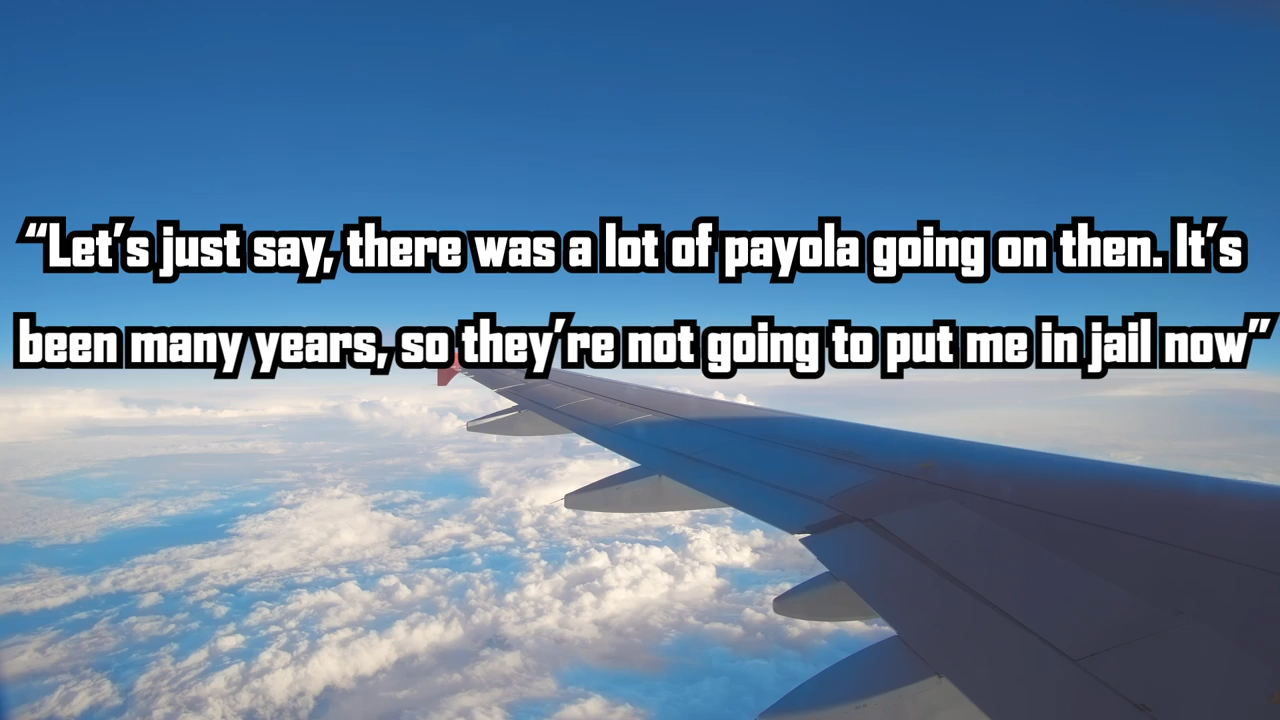 “Let’s just say, there was a lot of payola going on then. It’s
been many years, so they’re not going to put me in jail now”